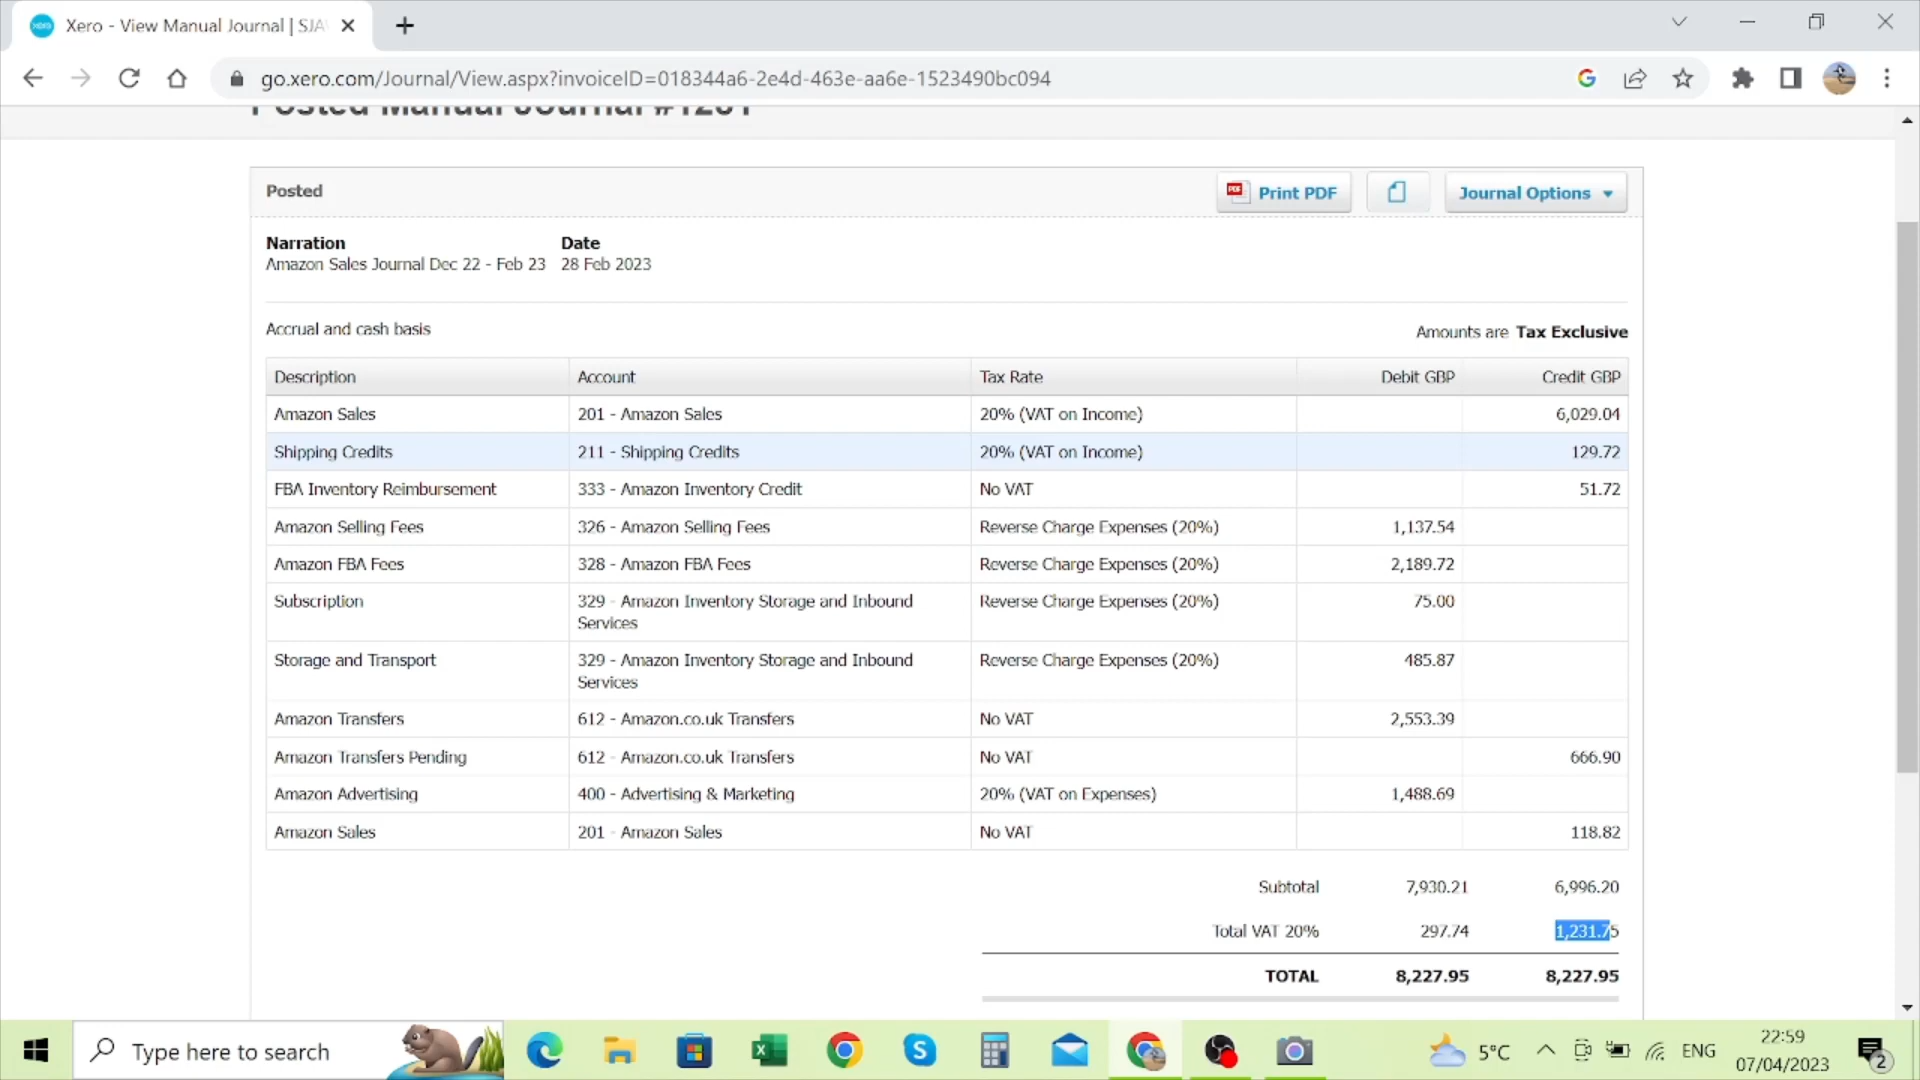 Xero - View Manual Journal | SJA
go.xero.com/Journal/View.aspx?invoiceID=018344a6-2e4d-463e-aa6e-1523490bc094
Posted Manual Journal #1261
Posted
Print PDF
Journal Options
Narration Date
Amazon Sales Journal Dec 22 - Feb 23 28 Feb 2023
Accrual and cash basis Amounts are Tax Exclusive
Description Account Tax Rate Debit GBP Credit GBP
Amazon Sales 201 - Amazon Sales 20% (VAT on Income) 6,029.04
Shipping Credits 211 - Shipping Credits 20% (VAT on Income) 129.72
FBA Inventory Reimbursement 333 - Amazon Inventory Credit No VAT 51.72
Amazon Selling Fees 326 - Amazon Selling Fees Reverse Charge Expenses (20%) 1,137.54
Amazon FBA Fees 328 - Amazon FBA Fees Reverse Charge Expenses (20%) 2,189.72
Subscription 329 - Amazon Inventory Storage and Inbound Reverse Charge Expenses (20%) 75.00
Services
Storage and Transport 329 - Amazon Inventory Storage and Inbound Reverse Charge Expenses (20%) 485.87
Services
Amazon Transfers 612 - Amazon.co.uk Transfers No VAT 2,553.39
Amazon Transfers Pending 612 - Amazon.co.uk Transfers No VAT 666.90
Amazon Advertising 400 - Advertising & Marketing 20% (VAT on Expenses) 1,488.69
Amazon Sales 201 - Amazon Sales No VAT 118.82
Subtotal 7,930.21 6,996.20
Total VAT 20% 297.74 1,231.75
TOTAL 8,227.95 8,227.95
Type here to search
5°C
ENG
22:59
07/04/2023
2